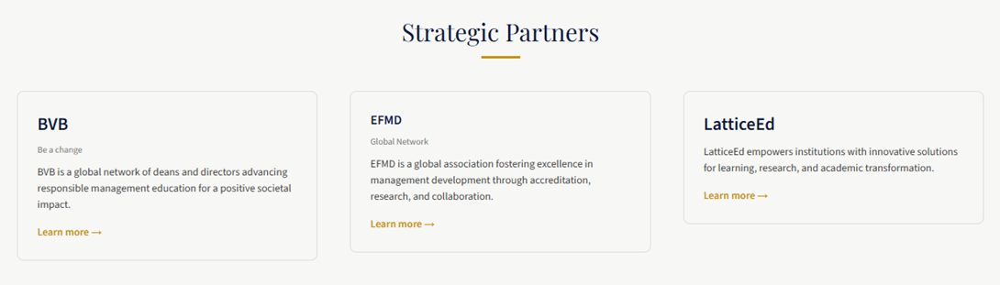 Strategic Partners
BVB
Be a change
BVB is a global network of deans and directors advancing
responsible management education for a positive societal
impact.
Learn more →
EFMD
Global Network
EFMD is a global association fostering excellence in
management development through accreditation,
research, and collaboration.
Learn more →
LatticeEd
LatticeEd empowers institutions with innovative solutions
for learning, research, and academic transformation.
Learn more →